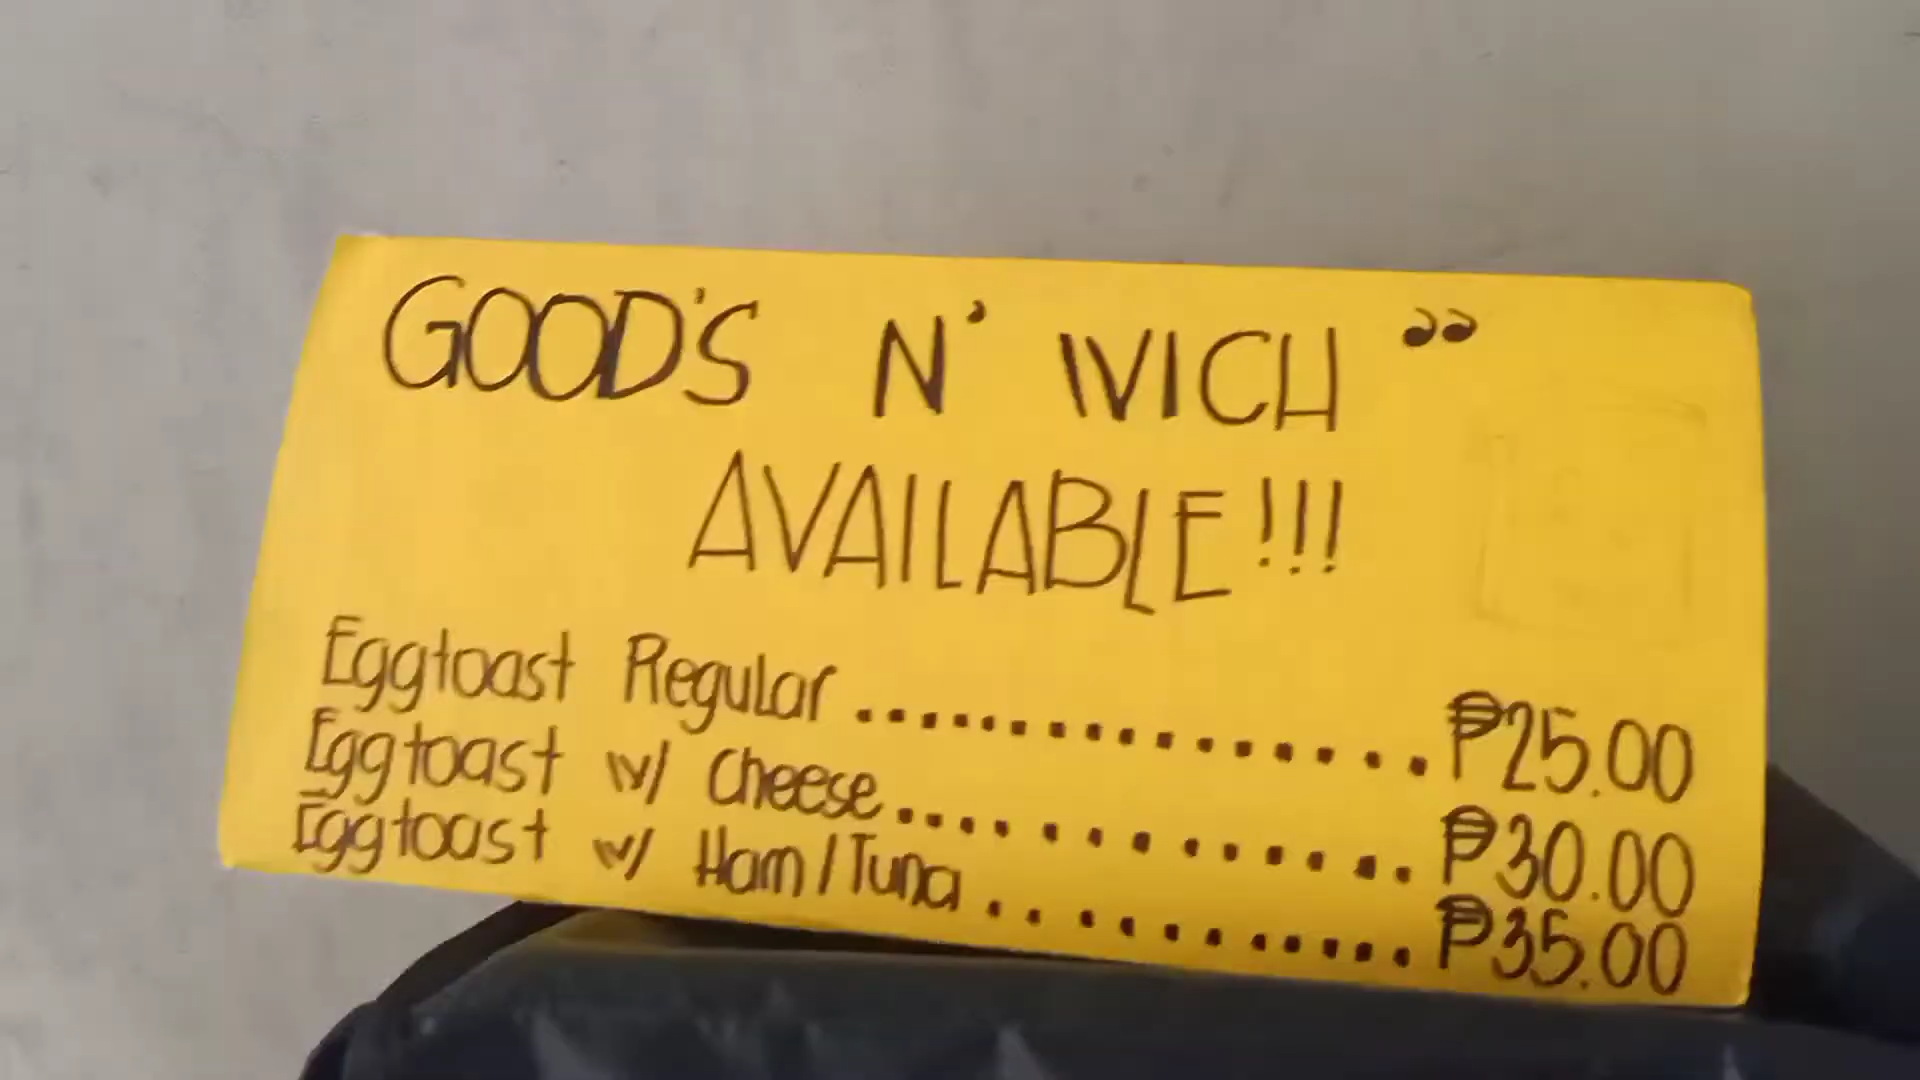 GOOD'S N' WICH "
AVAILABLE!!!
Eggtoast Regular ................ ₱25.00
Eggtoast w/ Cheese ............. ₱30.00
Eggtoast w/ Ham/Tuna ........... ₱35.00